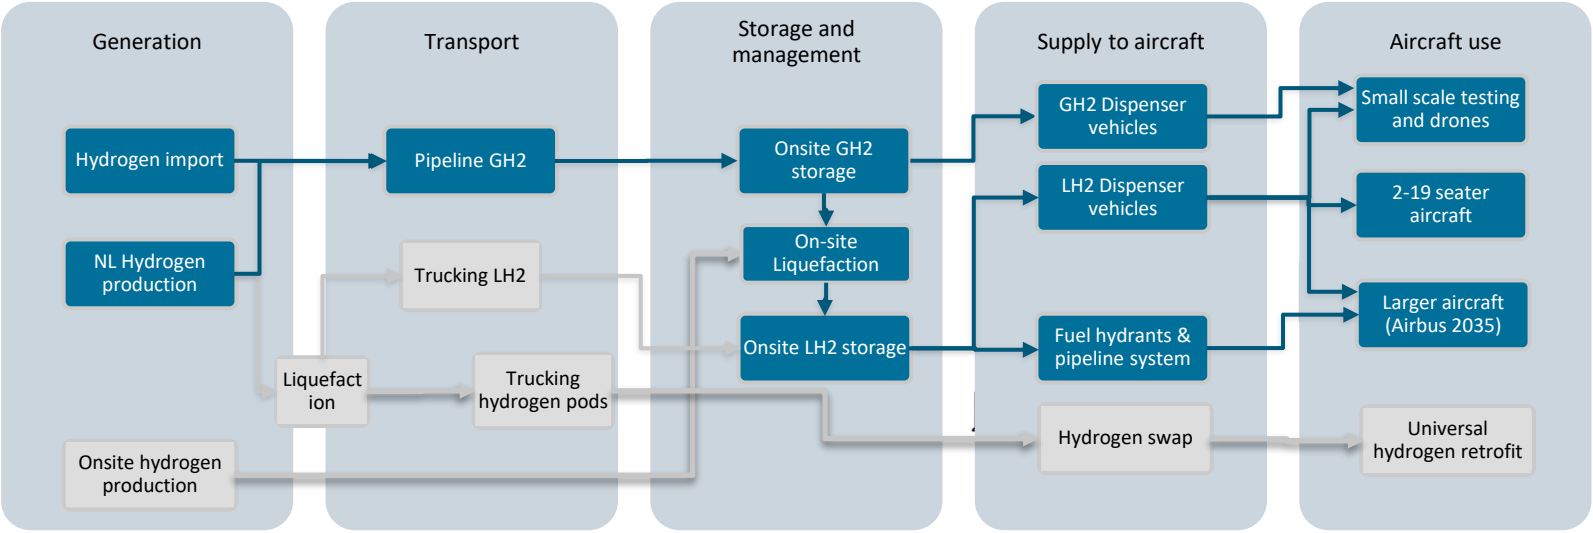 Generation
Transport
Storage and
management
Supply to aircraft
Aircraft use
Hydrogen import
NL Hydrogen
production
Liquefact
ion
Onsite hydrogen
production
Pipeline GH2
Trucking LH2
Trucking
hydrogen pods
Onsite GH2
storage
On-site
Liquefaction
Onsite LH2 storage
GH2 Dispenser
vehicles
LH2 Dispenser
vehicles
Fuel hydrants &
pipeline system
Hydrogen swap
Small scale testing
and drones
2-19 seater
aircraft
Larger aircraft
(Airbus 2035)
Universal
hydrogen retrofit